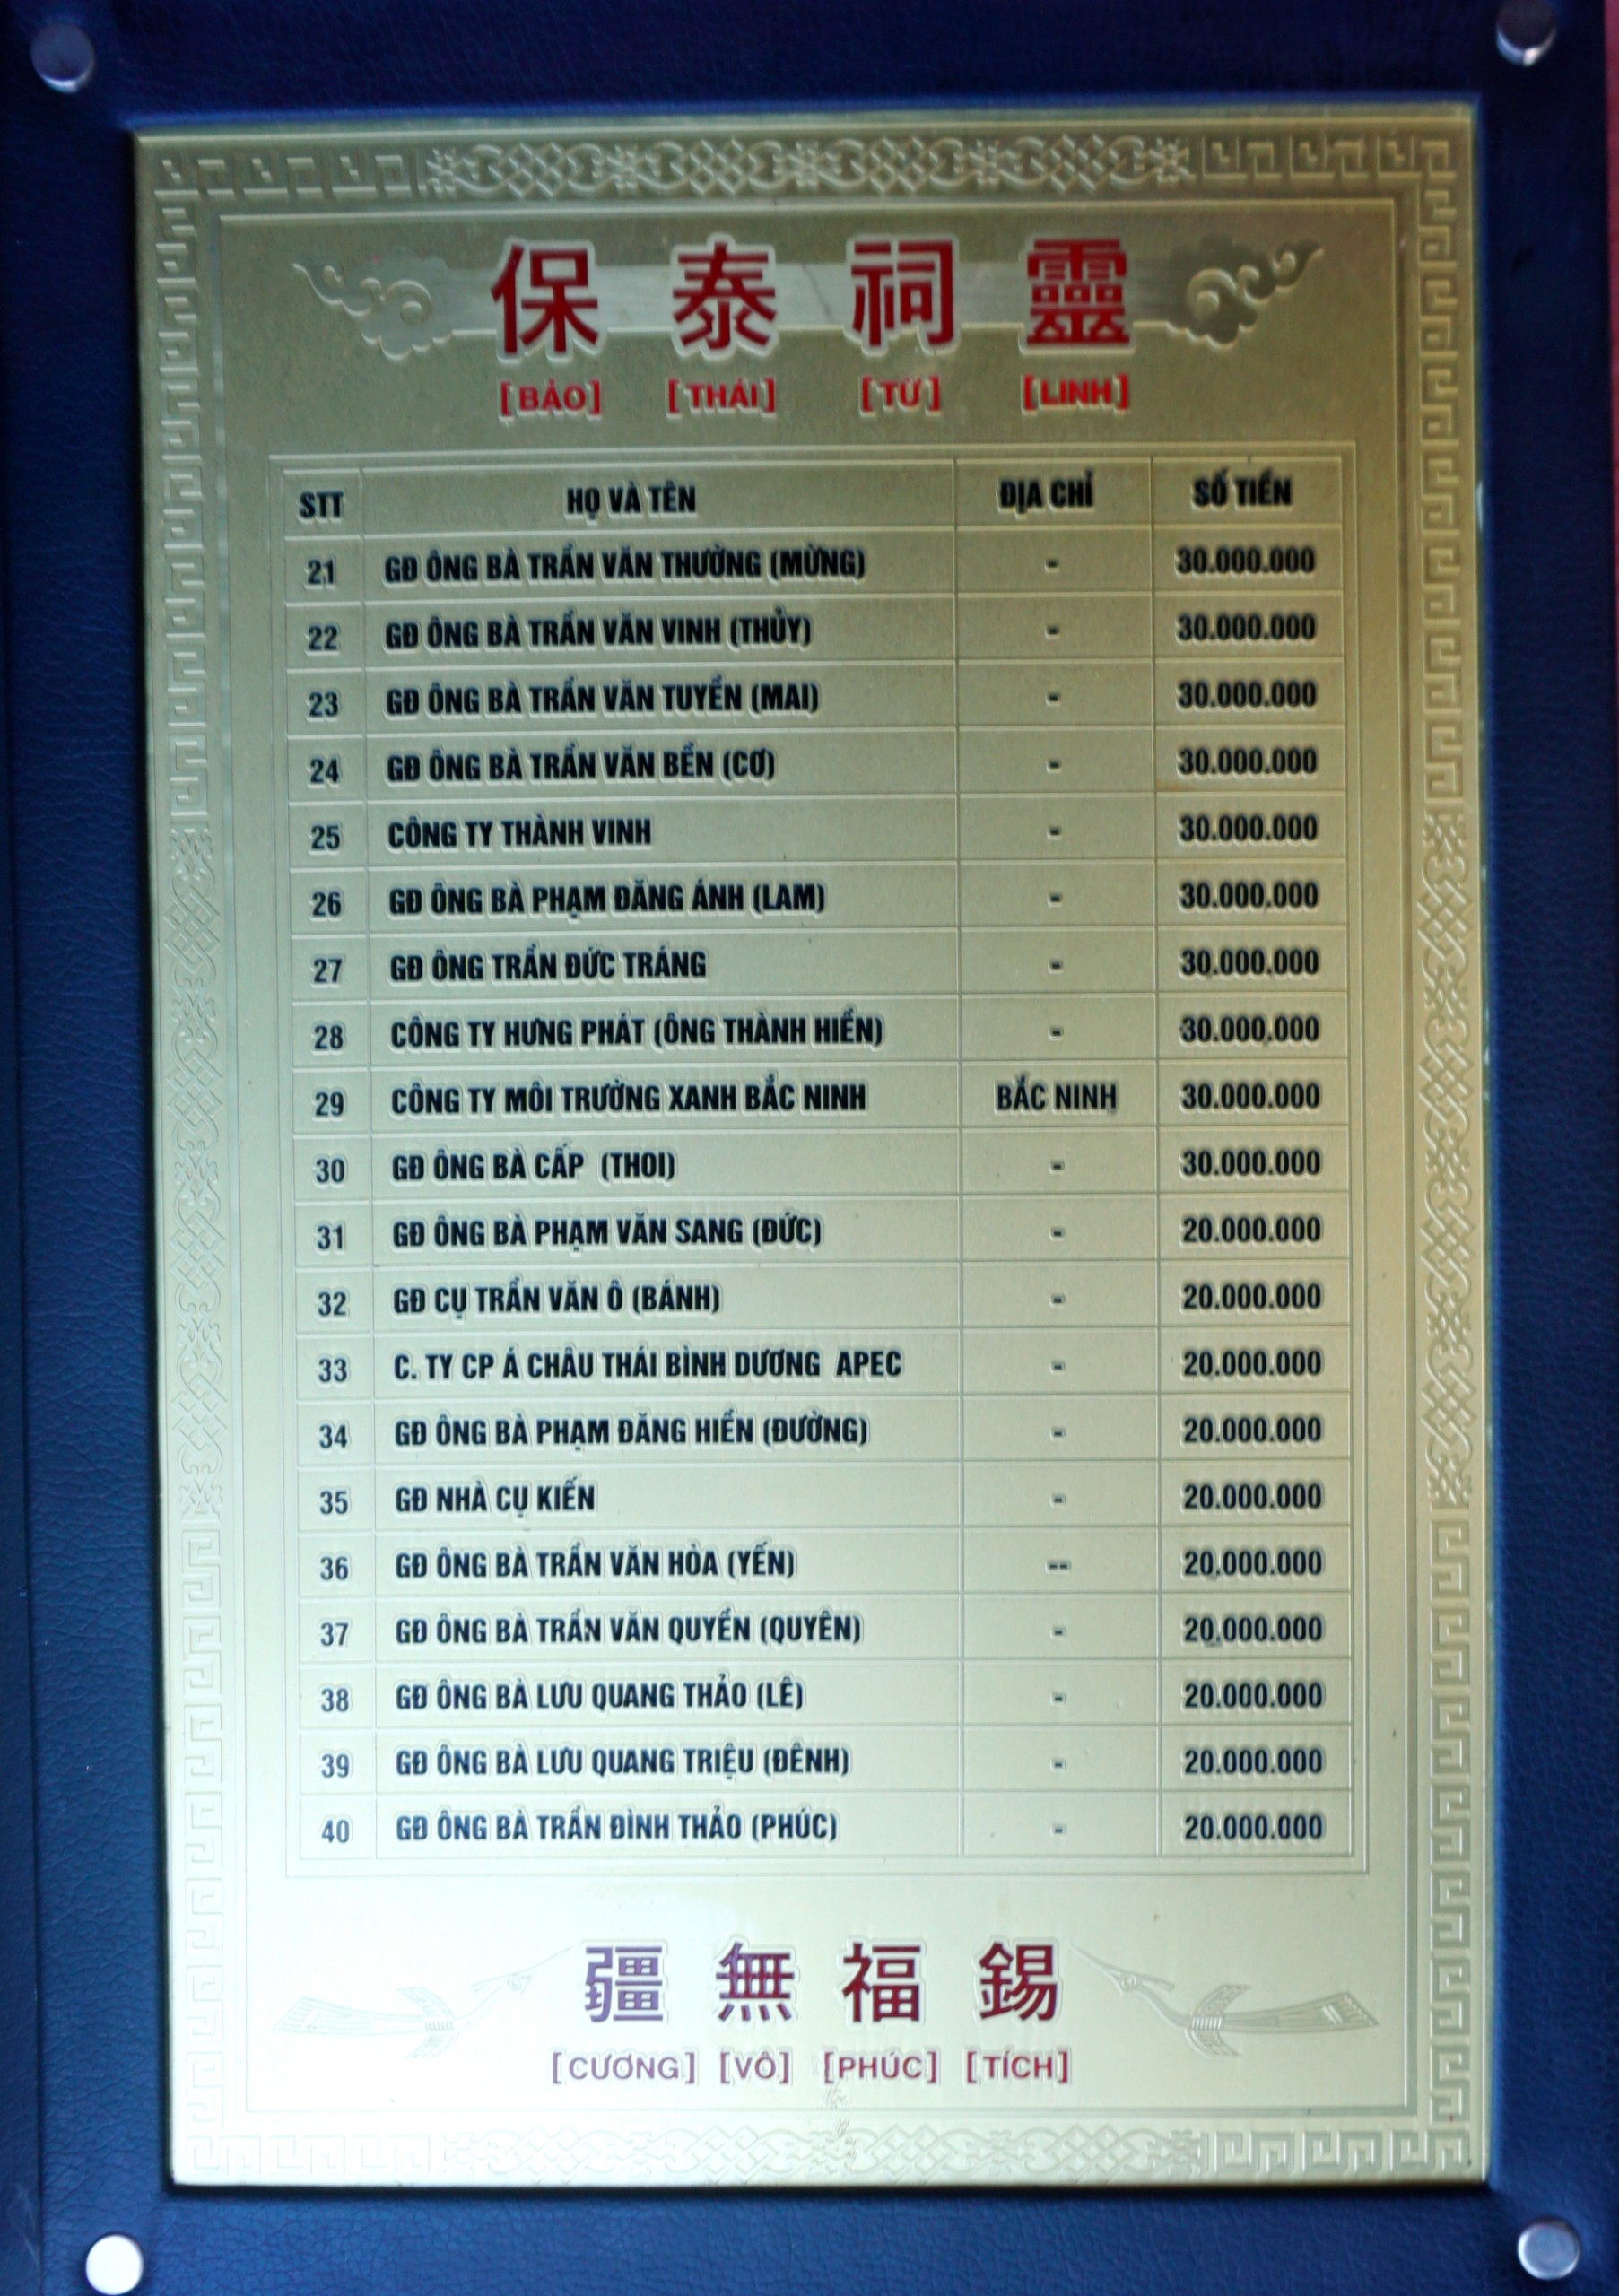 保 泰 祠 靈
[BẢO] [THÁI] [TỪ] [LINH]
STT HỌ VÀ TÊN ĐỊA CHỈ SỐ TIỀN
21 GĐ ÔNG BÀ TRẦN VĂN THƯỜNG (MỪNG) - 30.000.000
22 GĐ ÔNG BÀ TRẦN VĂN VINH (THỦY) - 30.000.000
23 GĐ ÔNG BÀ TRẦN VĂN TUYỂN (MAI) - 30.000.000
24 GĐ ÔNG BÀ TRẦN VĂN BỀN (CƠ) - 30.000.000
25 CÔNG TY THÀNH VINH - 30.000.000
26 GĐ ÔNG BÀ PHẠM ĐĂNG ÁNH (LAM) - 30.000.000
27 GĐ ÔNG TRẦN ĐỨC TRÁNG - 30.000.000
28 CÔNG TY HƯNG PHÁT (ÔNG THÀNH HIỀN) - 30.000.000
29 CÔNG TY MÔI TRƯỜNG XANH BẮC NINH BẮC NINH 30.000.000
30 GĐ ÔNG BÀ CẤP (THOI) - 30.000.000
31 GĐ ÔNG BÀ PHẠM VĂN SANG (ĐỨC) - 20.000.000
32 GĐ CỤ TRẦN VĂN Ô (BÁNH) - 20.000.000
33 C. TY CP Á CHÂU THÁI BÌNH DƯƠNG APEC - 20.000.000
34 GĐ ÔNG BÀ PHẠM ĐĂNG HIỂN (ĐƯỜNG) - 20.000.000
35 GĐ NHÀ CỤ KIẾN - 20.000.000
36 GĐ ÔNG BÀ TRẦN VĂN HÒA (YẾN) -- 20.000.000
37 GĐ ÔNG BÀ TRẦN VĂN QUYỀN (QUYÊN) - 20.000.000
38 GĐ ÔNG BÀ LƯU QUANG THẢO (LÊ) - 20.000.000
39 GĐ ÔNG BÀ LƯU QUANG TRIỆU (ĐÊNH) - 20.000.000
40 GĐ ÔNG BÀ TRẦN ĐÌNH THẢO (PHÚC) - 20.000.000
疆 無 福 錫
[CƯƠNG] [VÔ] [PHÚC] [TÍCH]